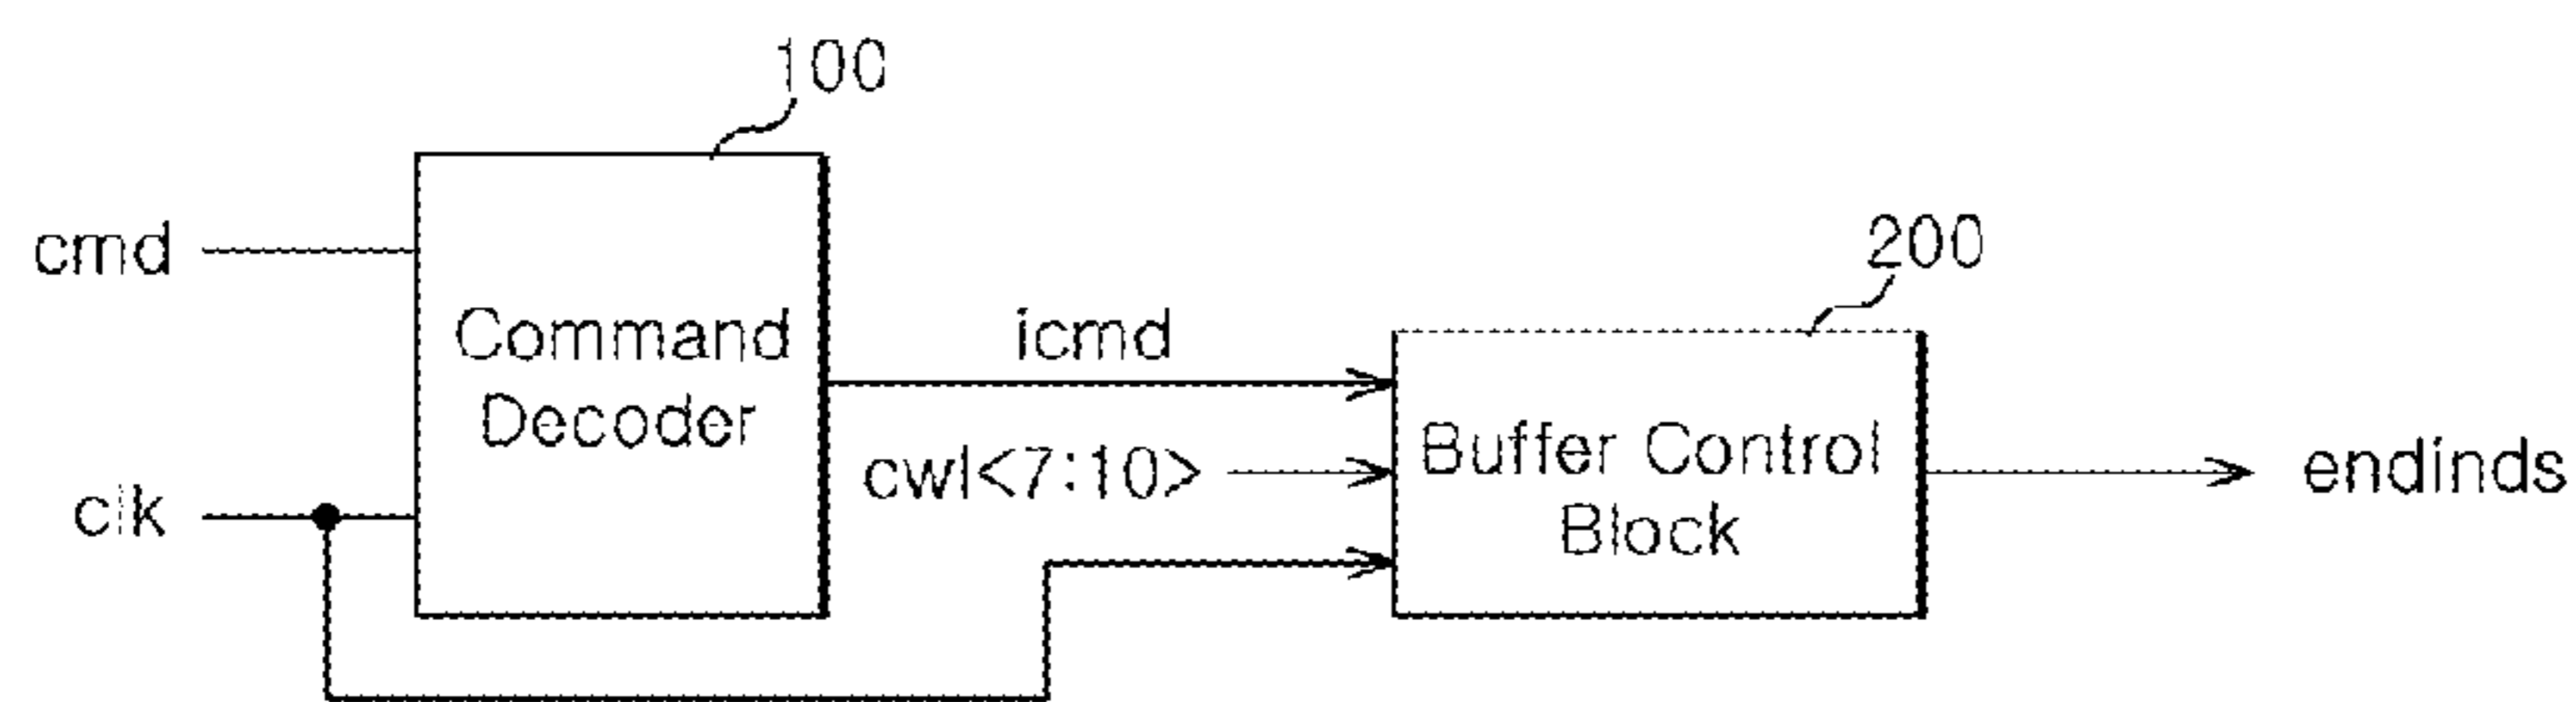 100
cmd
Command
Decoder
clk
icmd
cwl<7:10>
200
Buffer Control
Block
endinds